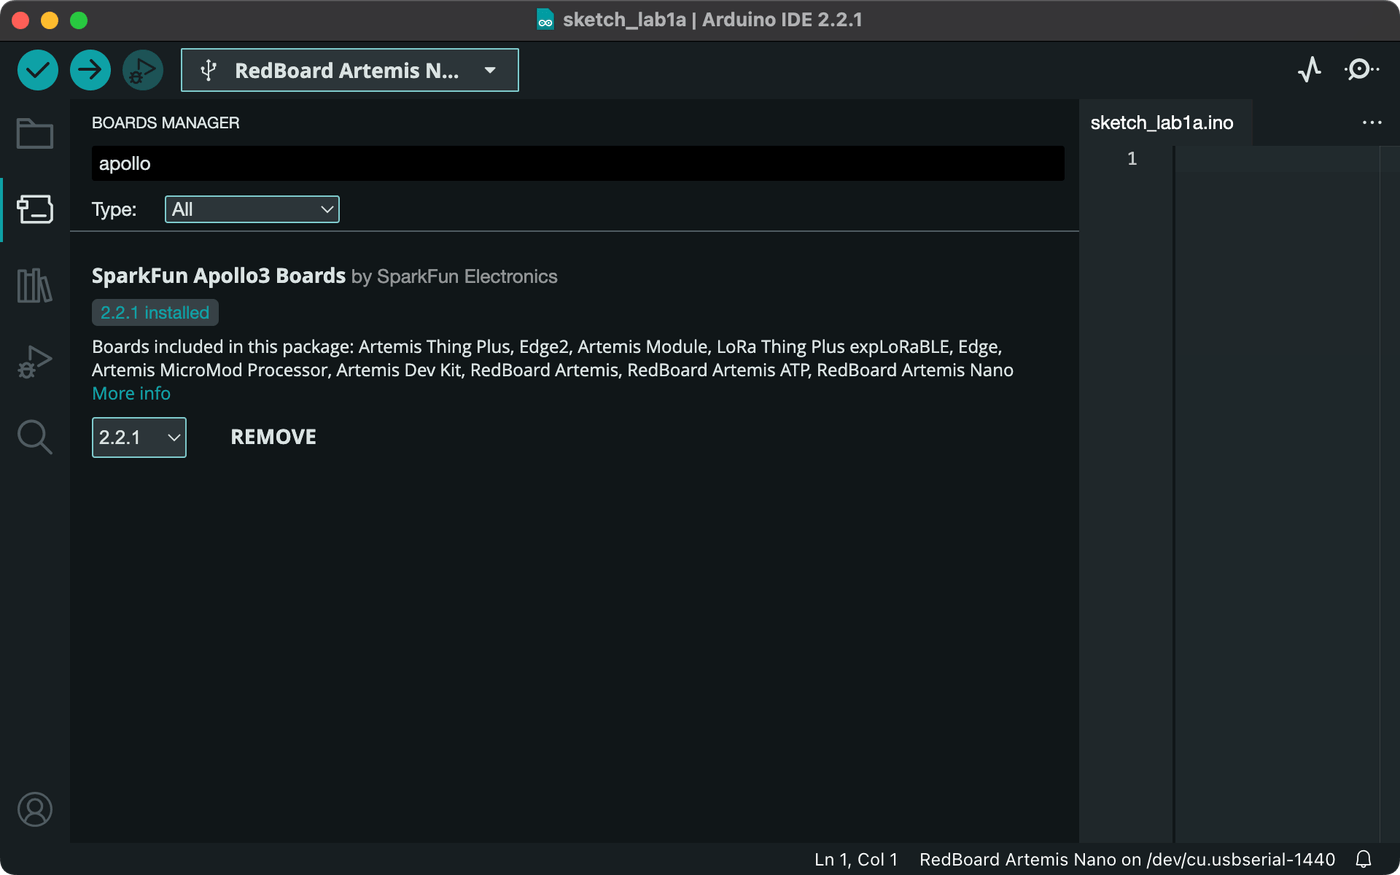 sketch_lab1a | Arduino IDE 2.2.1
RedBoard Artemis N...
BOARDS MANAGER
apollo
Type: All
SparkFun Apollo3 Boards by SparkFun Electronics
2.2.1 installed
Boards included in this package: Artemis Thing Plus, Edge2, Artemis Module, LoRa Thing Plus expLoRaBLE, Edge,
Artemis MicroMod Processor, Artemis Dev Kit, RedBoard Artemis, RedBoard Artemis ATP, RedBoard Artemis Nano
More info
2.2.1 REMOVE
sketch_lab1a.ino
1
Ln 1, Col 1 RedBoard Artemis Nano on /dev/cu.usbserial-1440